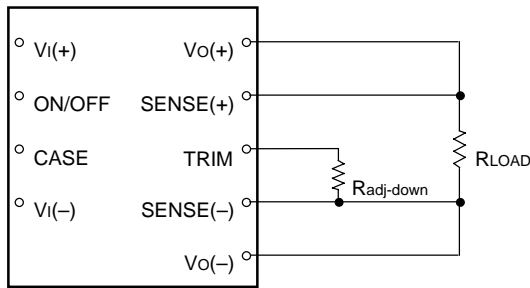 VI(+) VO(+)
ON/OFF SENSE(+)
CASE TRIM
RLOAD
Radj-down
VI(–) SENSE(–)
VO(–)